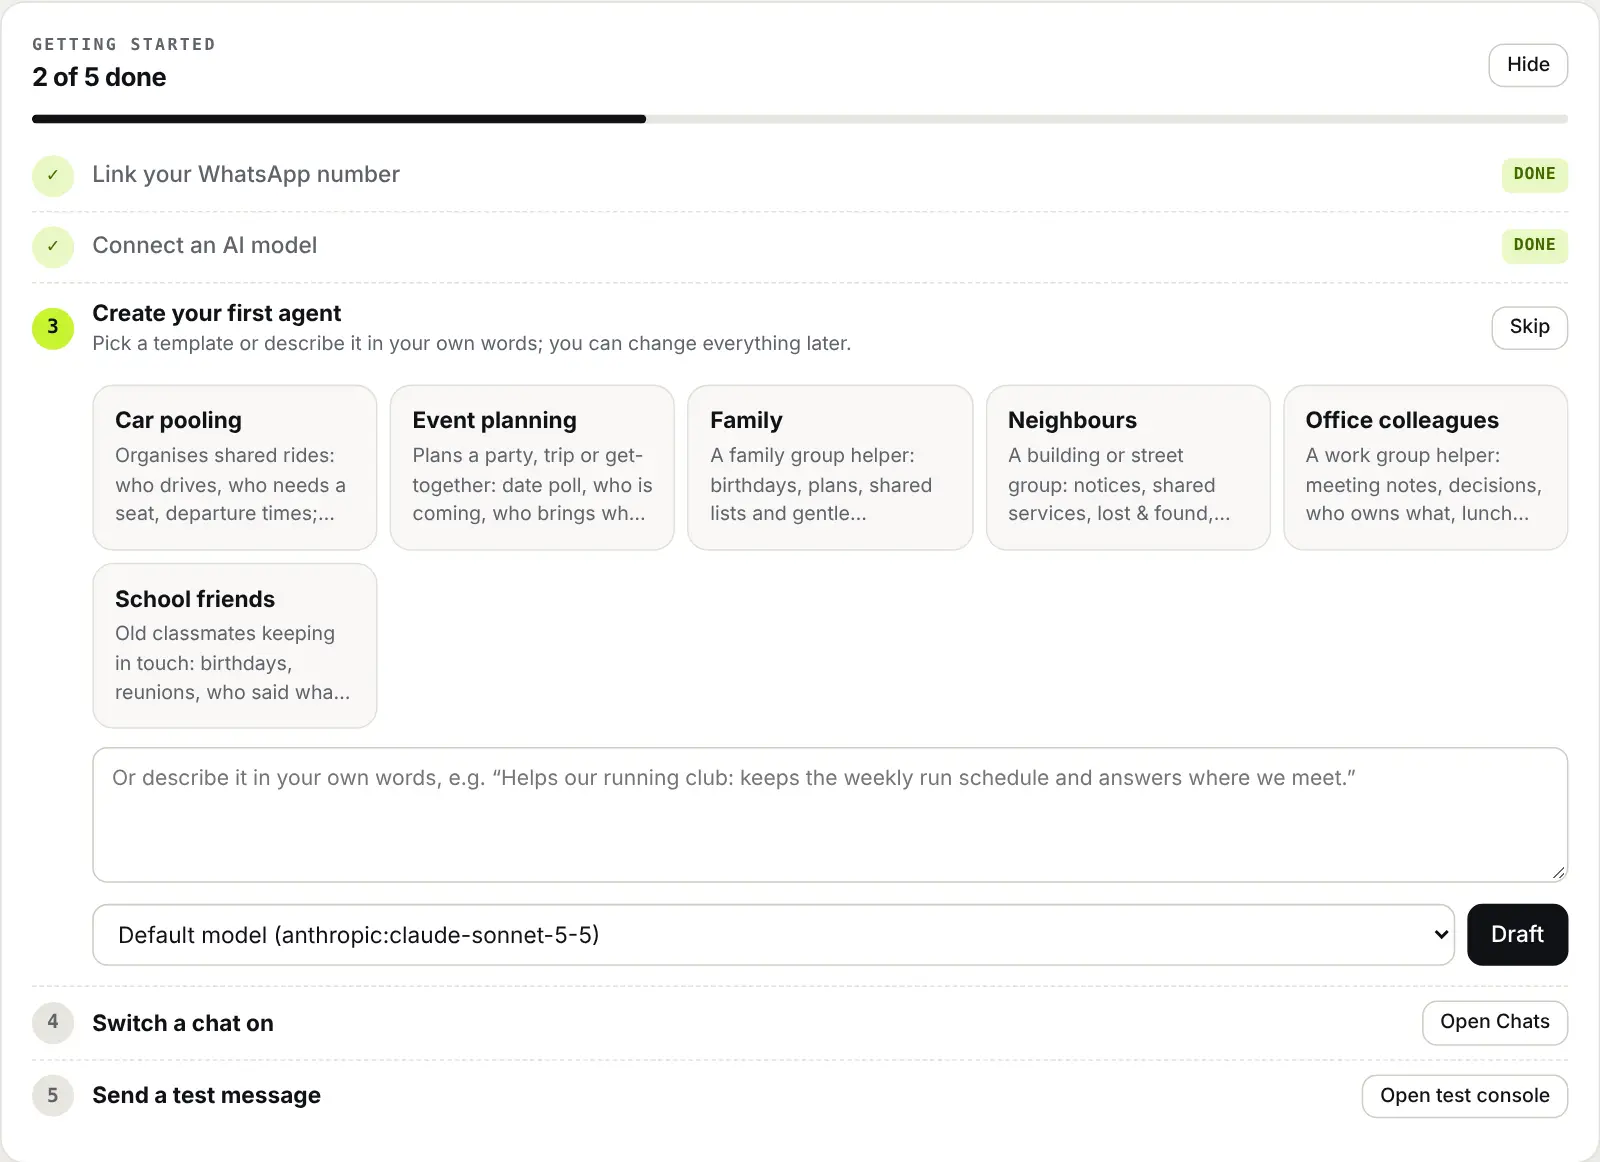 GETTING STARTED
2 of 5 done
Hide
✓ Link your WhatsApp number
DONE
✓ Connect an AI model
DONE
3
Create your first agent
Pick a template or describe it in your own words; you can change everything later.
Skip
Car pooling
Organises shared rides:
who drives, who needs a
seat, departure times;...
Event planning
Plans a party, trip or get-
together: date poll, who is
coming, who brings wh...
Family
A family group helper:
birthdays, plans, shared
lists and gentle...
Neighbours
A building or street
group: notices, shared
services, lost & found,...
Office colleagues
A work group helper:
meeting notes, decisions,
who owns what, lunch...
School friends
Old classmates keeping
in touch: birthdays,
reunions, who said wha...
Or describe it in your own words, e.g. “Helps our running club: keeps the weekly run schedule and answers where we meet.”
Default model (anthropic:claude-sonnet-5-5)
Draft
4 Switch a chat on
Open Chats
5 Send a test message
Open test console